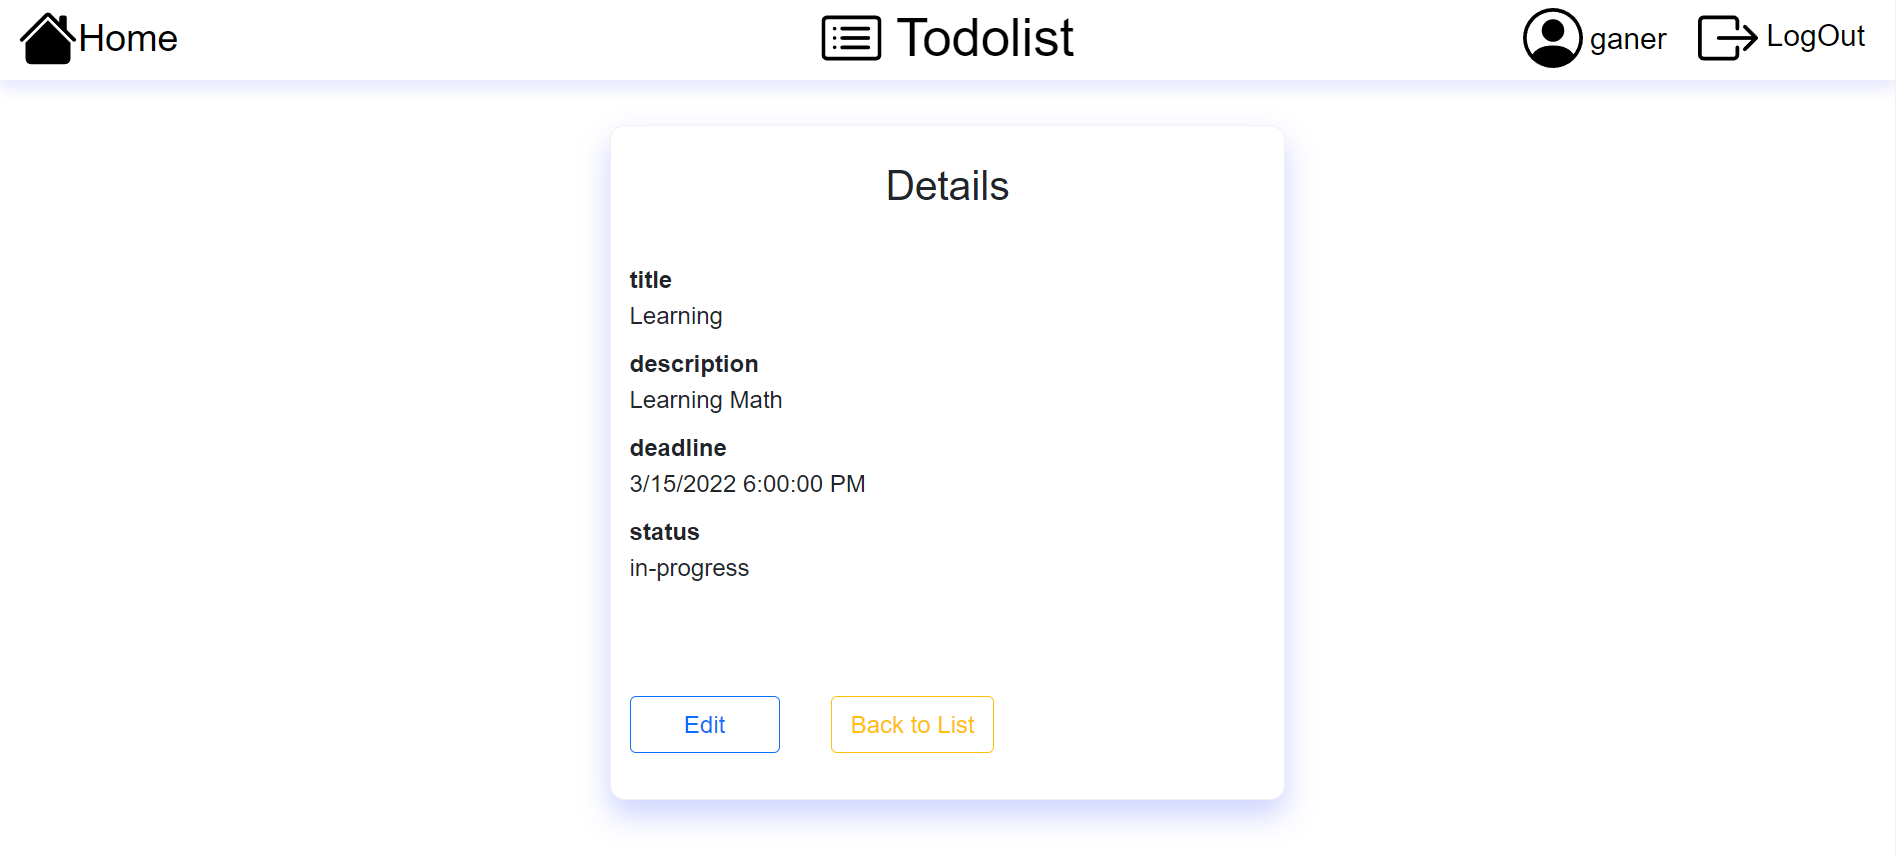 Home
Todolist
ganer
LogOut
Details
title
Learning
description
Learning Math
deadline
3/15/2022 6:00:00 PM
status
in-progress
Edit
Back to List